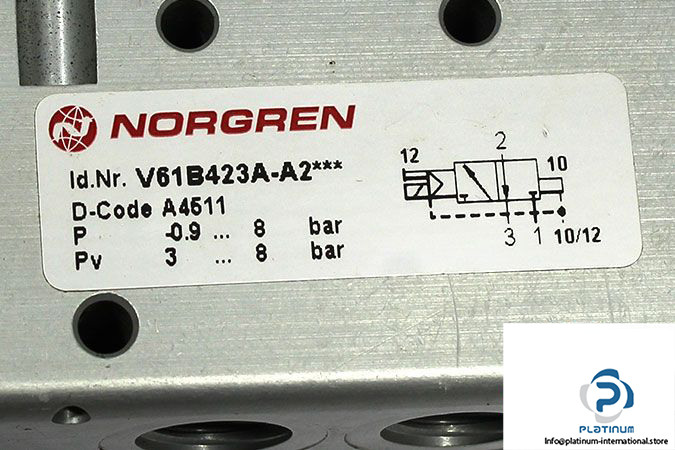 NORGREN
Id.Nr. V61B423A-A2***
D-Code A4511
P -0.9 ... 8 bar
Pv 3 ... 8 bar
2
12 10
3 1 10/12
PLATINUM
Info@platinum-international.store